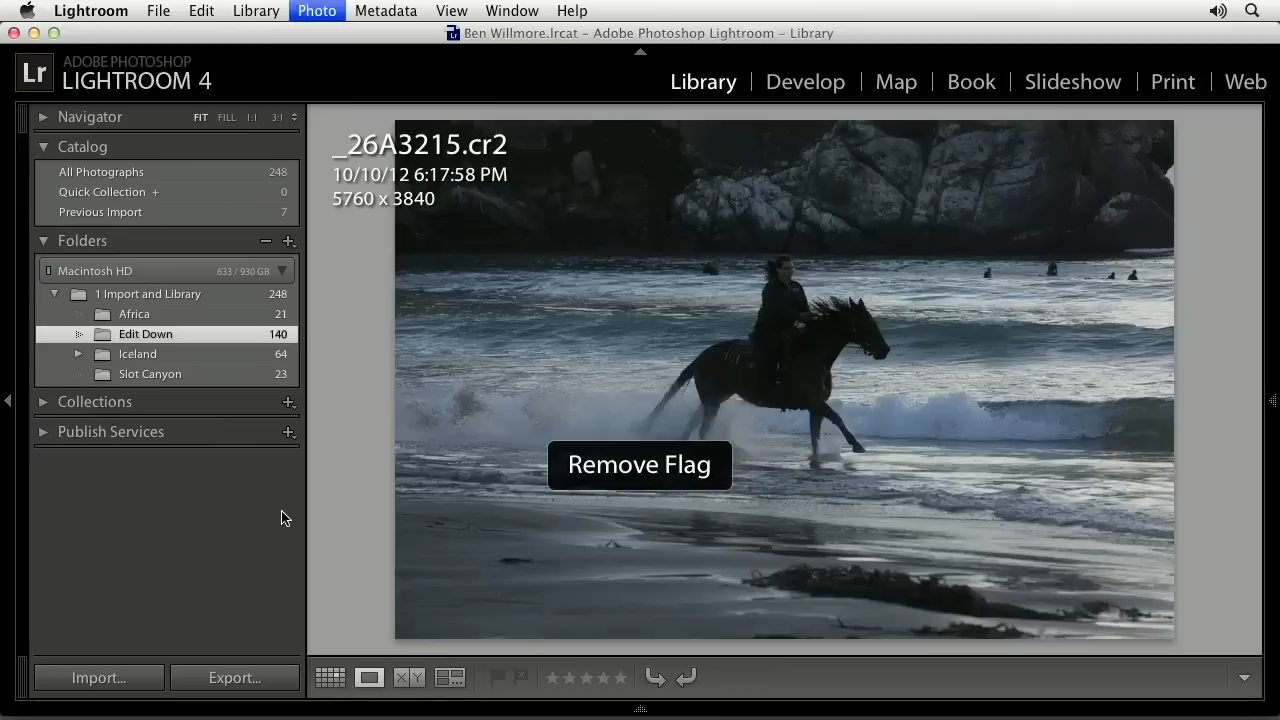 Lightroom File Edit Library Photo Metadata View Window Help
Ben Willmore.lrcat – Adobe Photoshop Lightroom – Library
Lr ADOBE PHOTOSHOP
LIGHTROOM 4
Library Develop Map Book Slideshow Print Web
Navigator FIT FILL 1:1 3:1
Catalog
All Photographs 248
Quick Collection + 0
Previous Import 7
Folders
Macintosh HD 633 / 930 GB
1 Import and Library 248
Africa 21
Edit Down 140
Iceland 64
Slot Canyon 23
Collections
Publish Services
Import... Export...
_26A3215.cr2
10/10/12 6:17:58 PM
5760 x 3840
Remove Flag
X Y